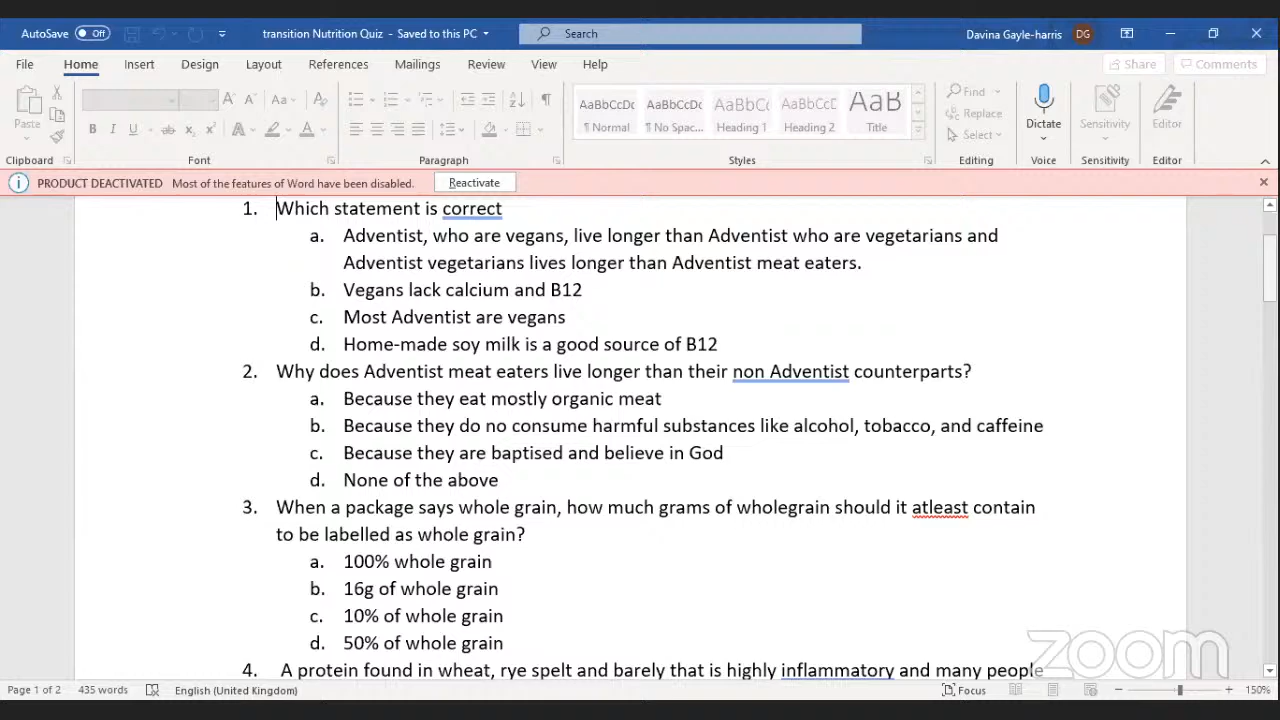 AutoSave Off transition Nutrition Quiz - Saved to this PC Search Davina Gayle-harris DG
File Home Insert Design Layout References Mailings Review View Help Share Comments
Paste
A A Aa A
B I U ab x x A A
AaBbCcDc AaBbCcDc AaBbCc AaBbCcD AaB
¶ Normal ¶ No Spac... Heading 1 Heading 2 Title
Find
Replace
Select
Dictate Sensitivity Editor
Clipboard Font Paragraph Styles Editing Voice Sensitivity Editor
PRODUCT DEACTIVATED Most of the features of Word have been disabled. Reactivate
1. Which statement is correct
a. Adventist, who are vegans, live longer than Adventist who are vegetarians and
Adventist vegetarians lives longer than Adventist meat eaters.
b. Vegans lack calcium and B12
c. Most Adventist are vegans
d. Home-made soy milk is a good source of B12
2. Why does Adventist meat eaters live longer than their non Adventist counterparts?
a. Because they eat mostly organic meat
b. Because they do no consume harmful substances like alcohol, tobacco, and caffeine
c. Because they are baptised and believe in God
d. None of the above
3. When a package says whole grain, how much grams of wholegrain should it atleast contain
to be labelled as whole grain?
a. 100% whole grain
b. 16g of whole grain
c. 10% of whole grain
d. 50% of whole grain
4. A protein found in wheat, rye spelt and barely that is highly inflammatory and many people
zoom
Page 1 of 2 435 words English (United Kingdom) Focus 150%